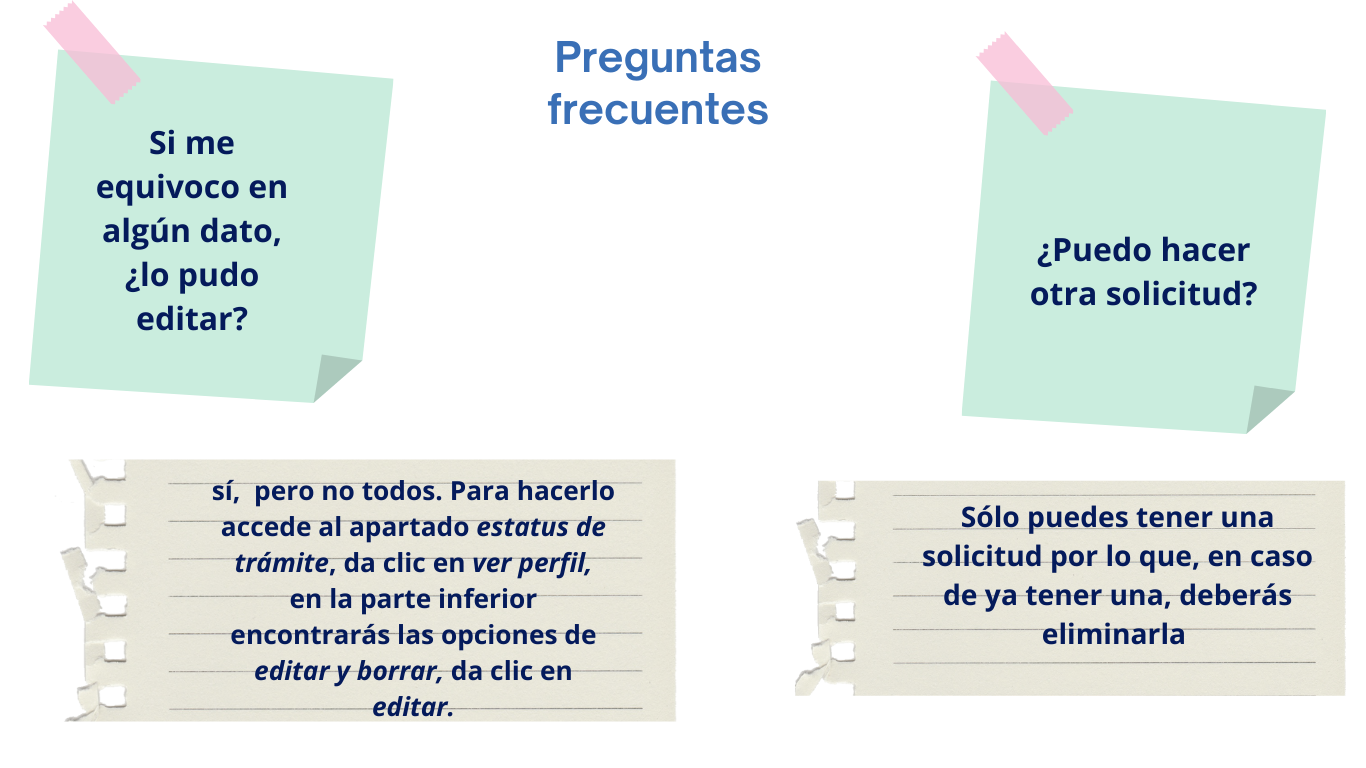 Preguntas
frecuentes
Si me
equivoco en
algún dato,
¿lo pudo
editar?
¿Puedo hacer
otra solicitud?
sí,  pero no todos. Para hacerlo
accede al apartado estatus de
trámite, da clic en ver perfil,
en la parte inferior
encontrarás las opciones de
editar y borrar, da clic en
editar.
Sólo puedes tener una
solicitud por lo que, en caso
de ya tener una, deberás
eliminarla